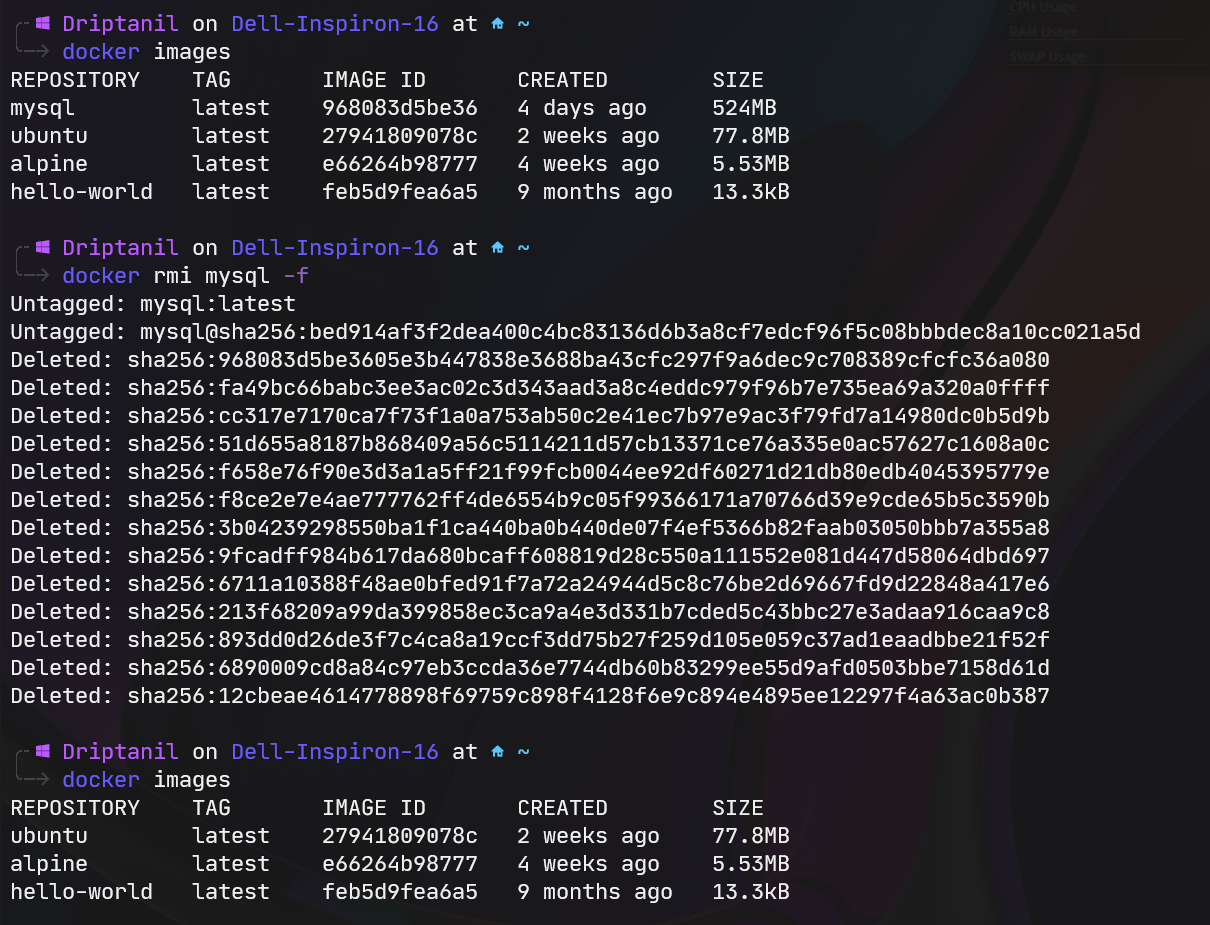 Driptanil on Dell-Inspiron-16 at ~
docker images
REPOSITORY TAG IMAGE ID CREATED SIZE
mysql latest 968083d5be36 4 days ago 524MB
ubuntu latest 27941809078c 2 weeks ago 77.8MB
alpine latest e66264b98777 4 weeks ago 5.53MB
hello-world latest feb5d9fea6a5 9 months ago 13.3kB
Driptanil on Dell-Inspiron-16 at ~
docker rmi mysql -f
Untagged: mysql:latest
Untagged: mysql@sha256:bed914af3f2dea400c4bc83136d6b3a8cf7edcf96f5c08bbbdec8a10cc021a5d
Deleted: sha256:968083d5be3605e3b447838e3688ba43cfc297f9a6dec9c708389cfcfc36a080
Deleted: sha256:fa49bc66babc3ee3ac02c3d343aad3a8c4eddc979f96b7e735ea69a320a0ffff
Deleted: sha256:cc317e7170ca7f73f1a0a753ab50c2e41ec7b97e9ac3f79fd7a14980dc0b5d9b
Deleted: sha256:51d655a8187b868409a56c5114211d57cb13371ce76a335e0ac57627c1608a0c
Deleted: sha256:f658e76f90e3d3a1a5ff21f99fcb0044ee92df60271d21db80edb4045395779e
Deleted: sha256:f8ce2e7e4ae777762ff4de6554b9c05f99366171a70766d39e9cde65b5c3590b
Deleted: sha256:3b04239298550ba1f1ca440ba0b440de07f4ef5366b82faab03050bbb7a355a8
Deleted: sha256:9fcadff984b617da680bcaff608819d28c550a111552e081d447d58064dbd697
Deleted: sha256:6711a10388f48ae0bfed91f7a72a24944d5c8c76be2d69667fd9d22848a417e6
Deleted: sha256:213f68209a99da399858ec3ca9a4e3d331b7cded5c43bbc27e3adaa916caa9c8
Deleted: sha256:893dd0d26de3f7c4ca8a19ccf3dd75b27f259d105e059c37ad1eaadbbe21f52f
Deleted: sha256:6890009cd8a84c97eb3ccda36e7744db60b83299ee55d9afd0503bbe7158d61d
Deleted: sha256:12cbeae4614778898f69759c898f4128f6e9c894e4895ee12297f4a63ac0b387
Driptanil on Dell-Inspiron-16 at ~
docker images
REPOSITORY TAG IMAGE ID CREATED SIZE
ubuntu latest 27941809078c 2 weeks ago 77.8MB
alpine latest e66264b98777 4 weeks ago 5.53MB
hello-world latest feb5d9fea6a5 9 months ago 13.3kB
CPU Usage
RAM Usage
SWAP Usage